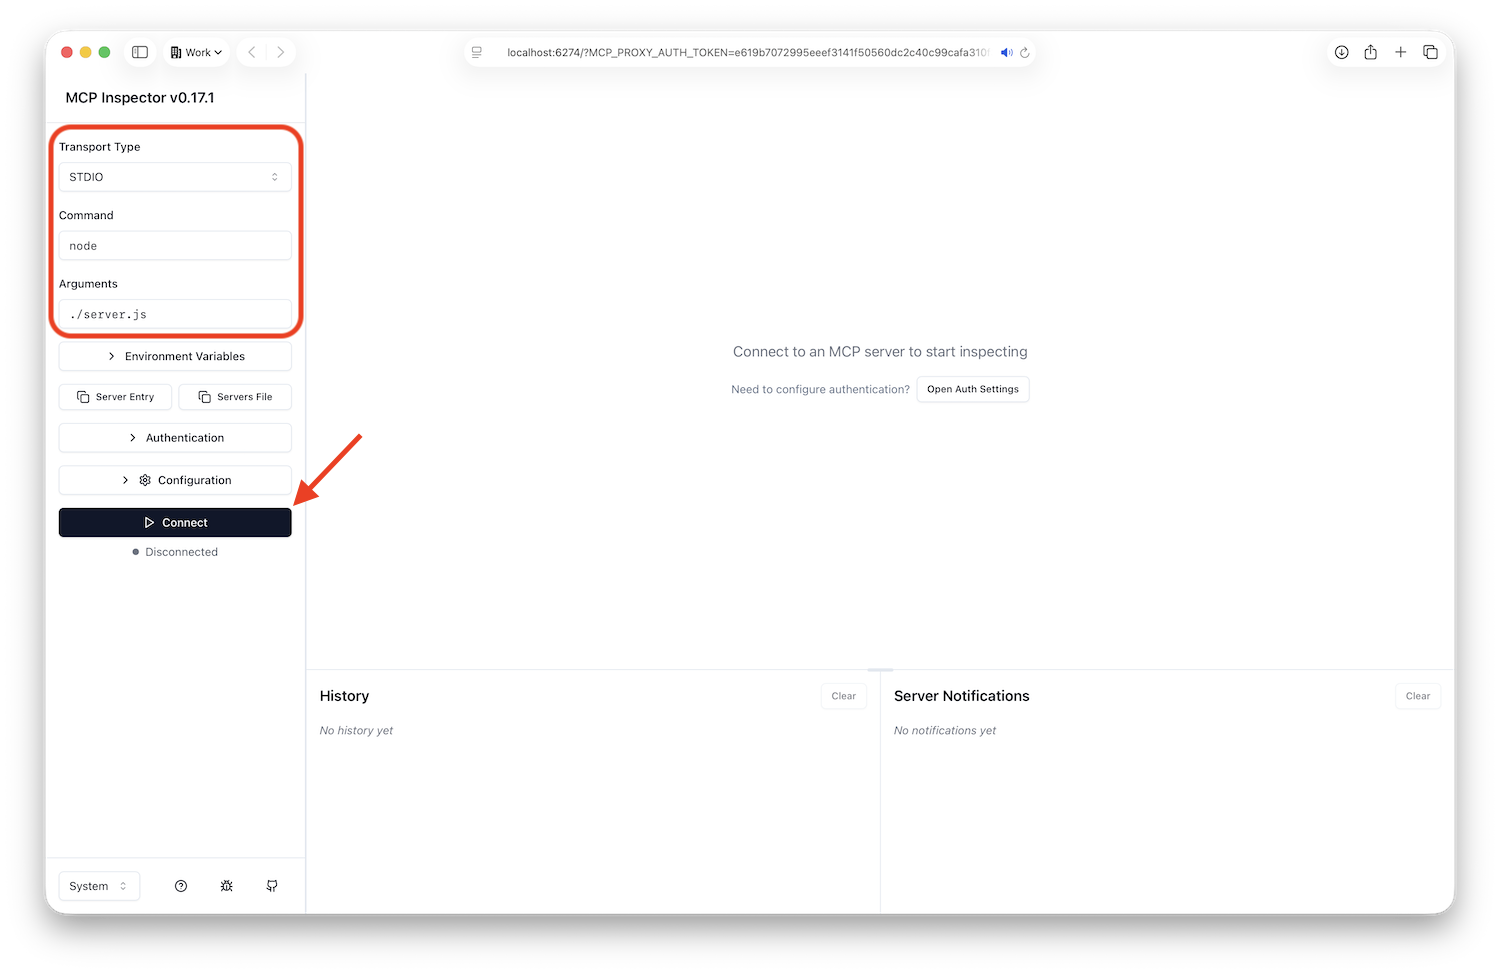 Work
localhost:6274/?MCP_PROXY_AUTH_TOKEN=e619b7072995eeef3141f50560dc2c40c99cafa310
MCP Inspector v0.17.1
Transport Type
STDIO
Command
node
Arguments
./server.js
Environment Variables
Server Entry
Servers File
Authentication
Configuration
Connect
Disconnected
System
Connect to an MCP server to start inspecting
Need to configure authentication? Open Auth Settings
History
Clear
No history yet
Server Notifications
Clear
No notifications yet